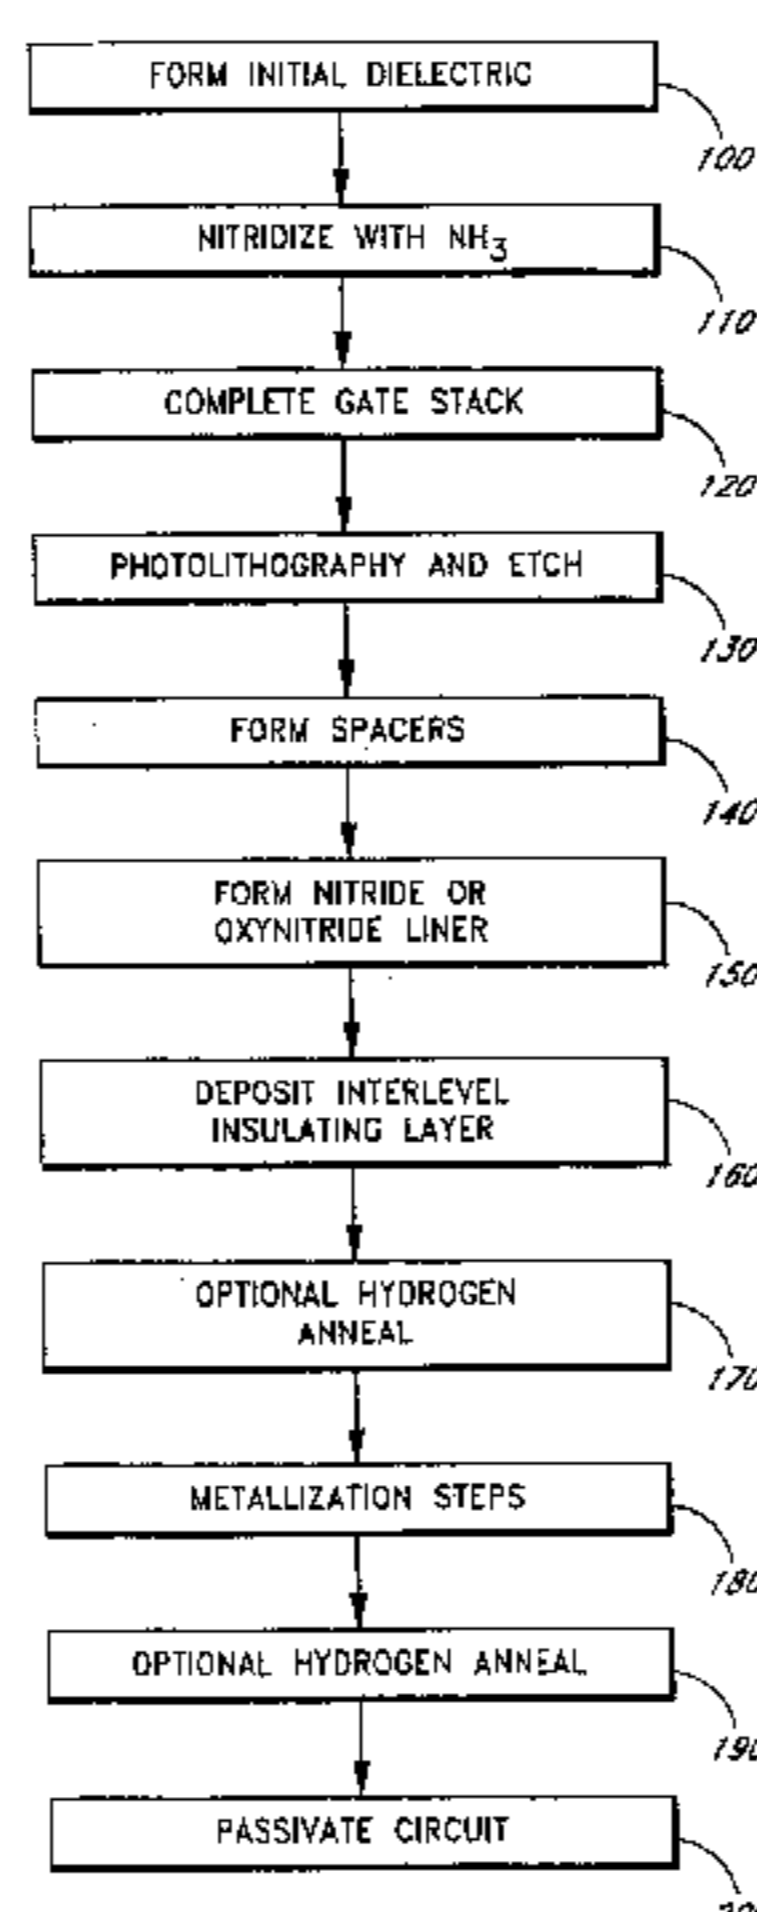 FORM INITIAL DIELECTRIC
100
NITRIDIZE WITH NH3
110
COMPLETE GATE STACK
120
PHOTOLITHOGRAPHY AND ETCH
130
FORM SPACERS
140
FORM NITRIDE OR
OXYNITRIDE LINER
150
DEPOSIT INTERLEVEL
INSULATING LAYER
160
OPTIONAL HYDROGEN
ANNEAL
170
METALLIZATION STEPS
180
OPTIONAL HYDROGEN ANNEAL
190
PASSIVATE CIRCUIT